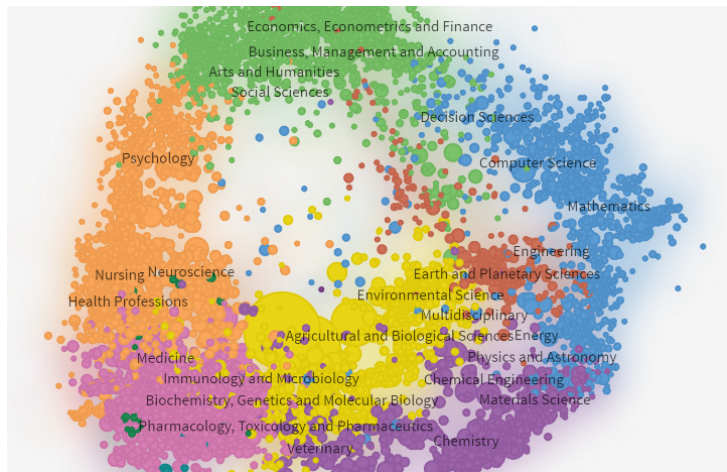 Economics, Econometrics and Finance
Business, Management and Accounting
Arts and Humanities
Social Sciences
Decision Sciences
Psychology
Computer Science
Mathematics
Engineering
Nursing
Neuroscience
Earth and Planetary Sciences
Health Professions
Environmental Science
Multidisciplinary
Agricultural and Biological Sciences
Energy
Medicine
Physics and Astronomy
Immunology and Microbiology
Chemical Engineering
Biochemistry, Genetics and Molecular Biology
Materials Science
Pharmacology, Toxicology and Pharmaceutics
Chemistry
Veterinary